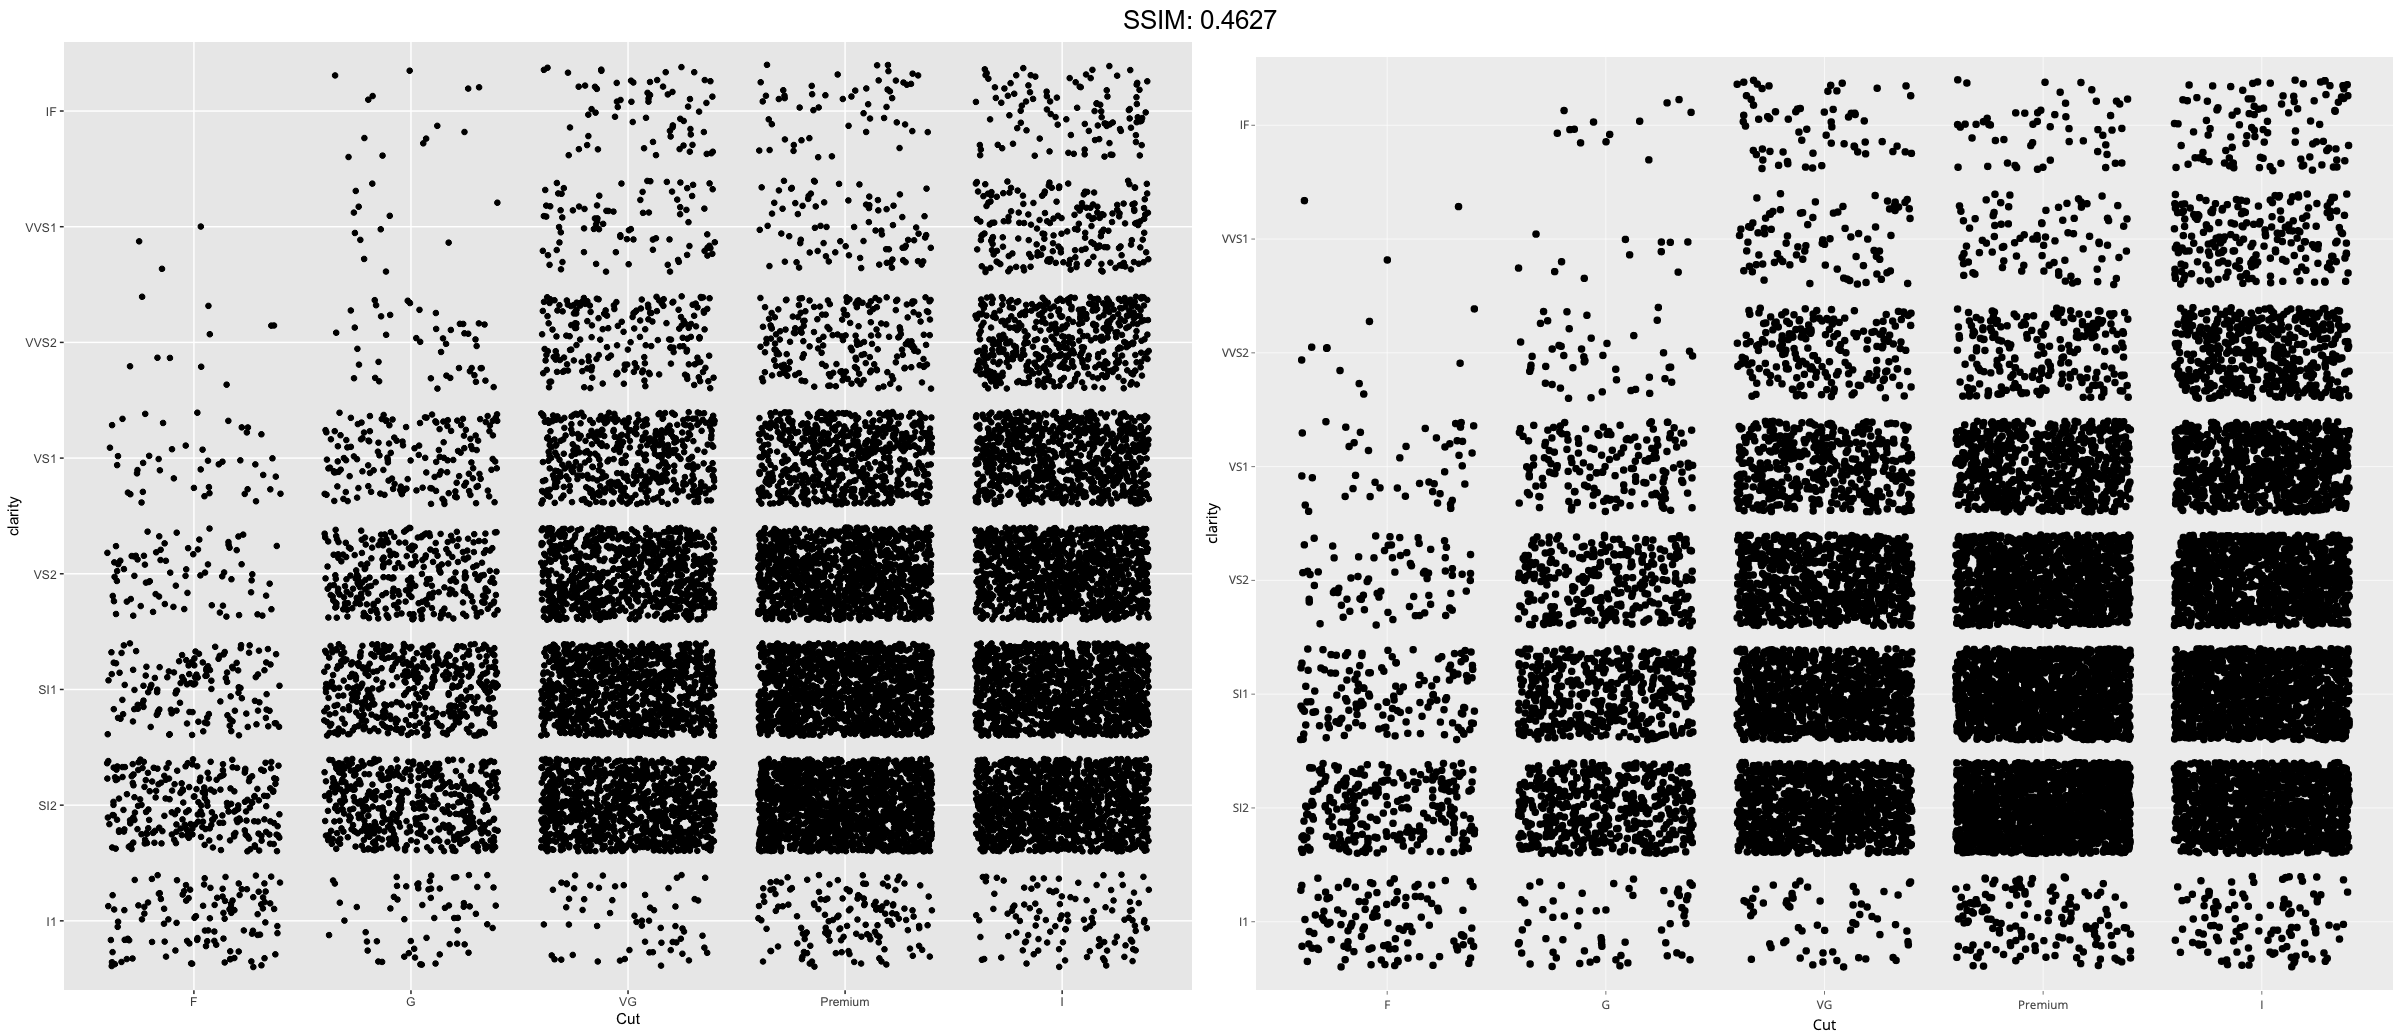 SSIM: 0.4627
clarity
IF
VVS1
VVS2
VS1
VS2
SI1
SI2
I1
F
G
VG
Premium
I
Cut
clarity
IF
VVS1
VVS2
VS1
VS2
SI1
SI2
I1
F
G
VG
Premium
I
Cut